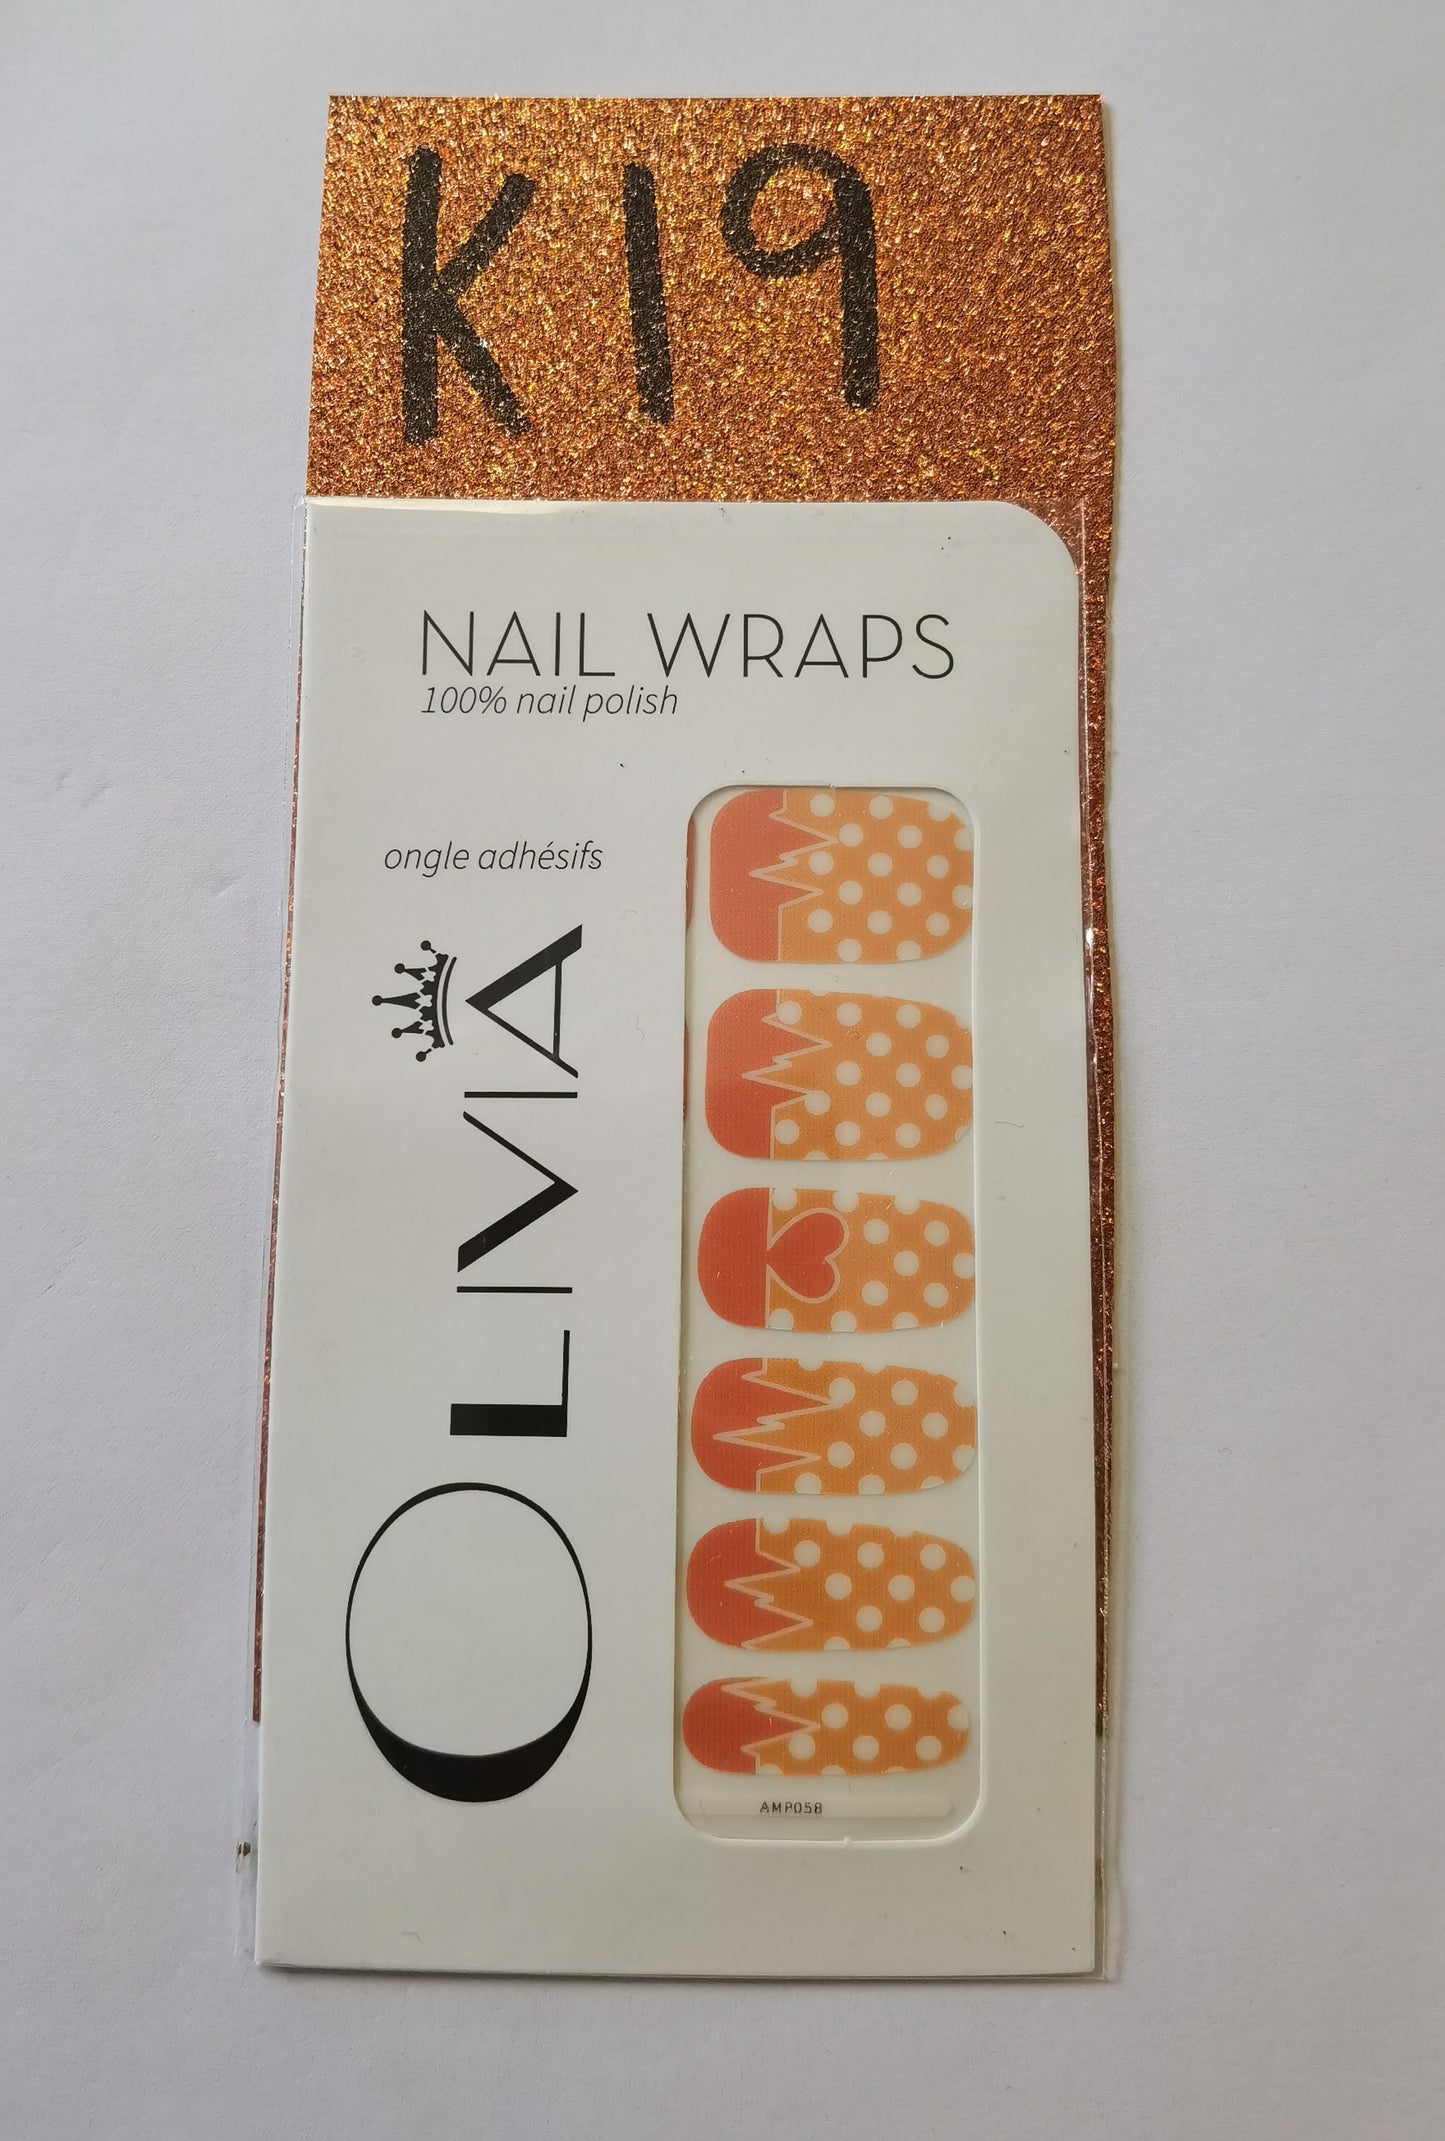 K19
NAIL WRAPS
100% nail polish
ongle adhésifs
OLIVIA
AMP058